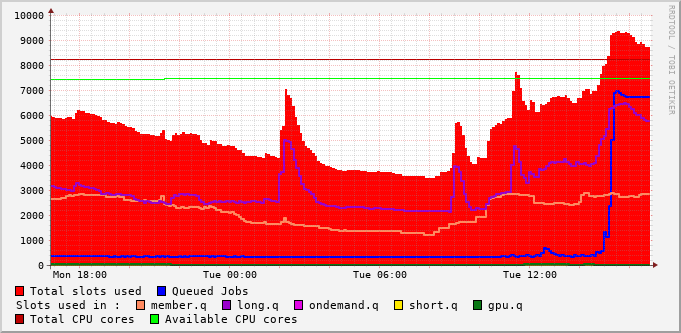 10000
9000
8000
7000
6000
5000
4000
3000
2000
1000
0
Mon 18:00 Tue 00:00 Tue 06:00 Tue 12:00
RRDTOOL / TOBI OETIKER
Total slots used Queued Jobs
Slots used in : member.q long.q ondemand.q short.q gpu.q
Total CPU cores Available CPU cores